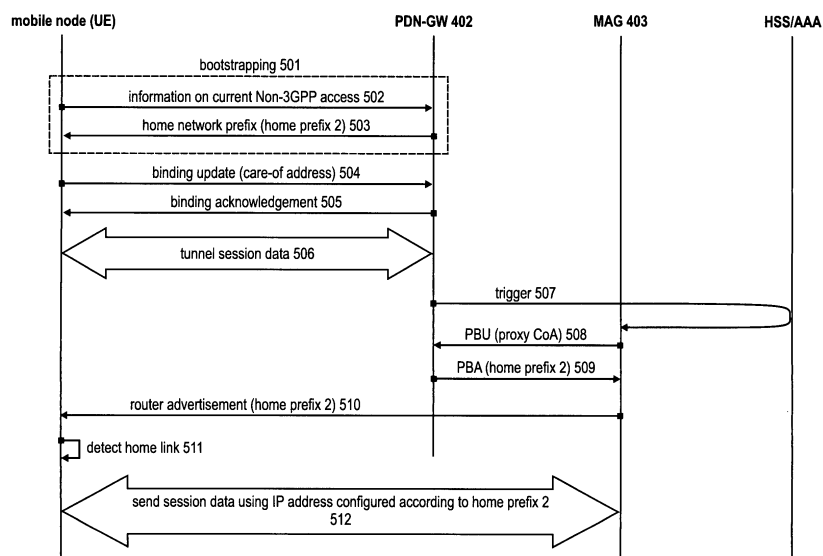 mobile node (UE)
PDN-GW 402
MAG 403
HSS/AAA
bootstrapping 501
information on current Non-3GPP access 502
home network prefix (home prefix 2) 503
binding update (care-of address) 504
binding acknowledgement 505
tunnel session data 506
trigger 507
PBU (proxy CoA) 508
PBA (home prefix 2) 509
router advertisement (home prefix 2) 510
detect home link 511
send session data using IP address configured according to home prefix 2
512